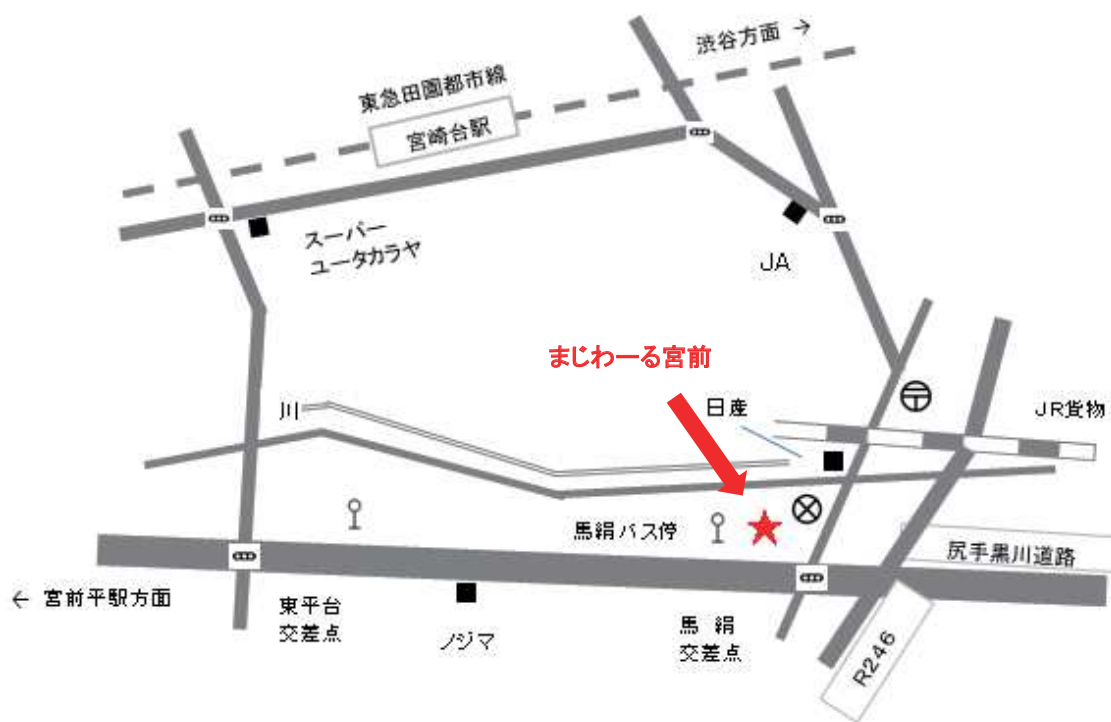 渋谷方面 →
東急田園都市線
宮崎台駅
スーパー
ユータカラヤ
JA
まじわーる宮前
川
日産
JR貨物
馬絹バス停
尻手黒川道路
← 宮前平駅方面
東平台
交差点
ノジマ
馬 絹
交差点
R246